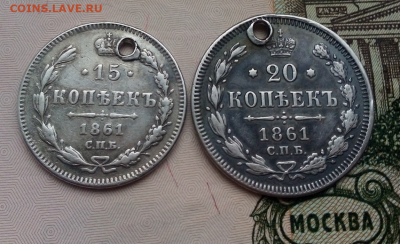 COINS.LAVE.RU
· 15 ·
КОПѢЕКЪ
1861
С.П.Б.
· 20 ·
КОПѢЕКЪ
1861
С.П.Б.
МОСКВА